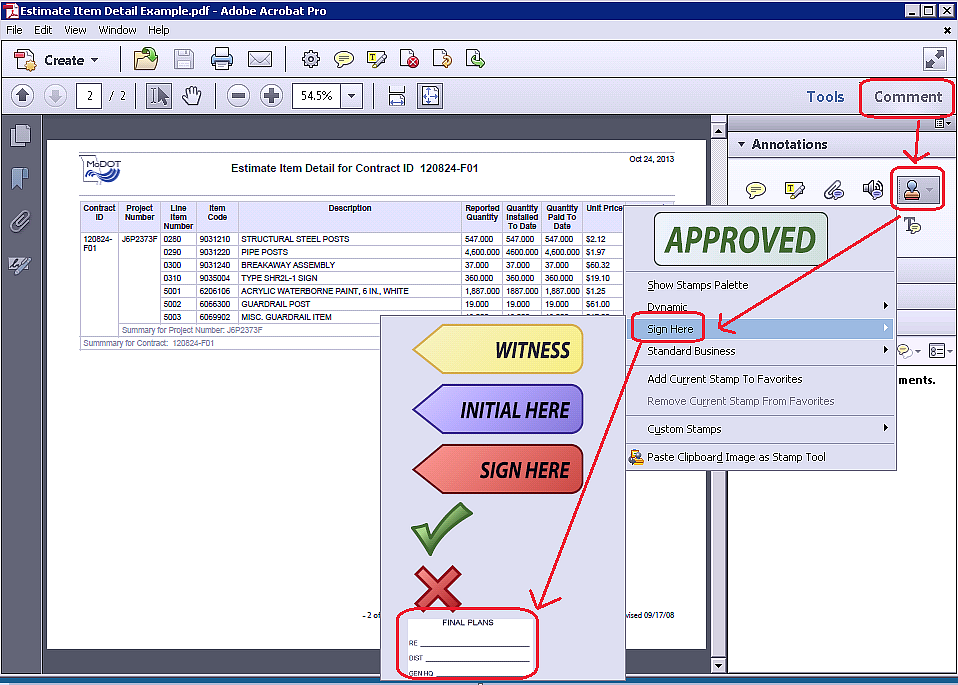 Estimate Item Detail Example.pdf - Adobe Acrobat Pro
File Edit View Window Help
Create
2 / 2 54.5% Tools Comment
Annotations
MoDOT
Estimate Item Detail for Contract ID 120824-F01
Oct 24, 2013
Contract ID Project Number Line Item Number Item Code Description Reported Quantity Quantity Installed To Date Quantity Paid To Date Unit Price
120824-F01 J6P2373F 0260 9031210 STRUCTURAL STEEL POSTS 547.000 547.000 547.000 $2.12
0290 9031220 PIPE POSTS 4,600.000 4600.000 4,600.000 $1.97
0300 9031240 BREAKAWAY ASSEMBLY 37.000 37.000 37.000 $60.32
0310 9035004 TYPE SHR2L-1 SIGN 360.000 360.000 360.000 $19.10
5001 6206106 ACRYLIC WATERBORNE PAINT, 6 IN., WHITE 1,887.000 1887.000 1,887.000 $1.25
5002 6066300 GUARDRAIL POST 19.000 19.000 19.000 $61.00
5003 6069902 MISC. GUARDRAIL ITEM
Summary for Project Number: J6P2373F
Summmary for Contract: 120824-F01
APPROVED
Show Stamps Palette
Dynamic
Sign Here
Standard Business
Add Current Stamp To Favorites
Remove Current Stamp From Favorites
Custom Stamps
Paste Clipboard Image as Stamp Tool
ments.
WITNESS
INITIAL HERE
SIGN HERE
- 2 of
vised 09/17/08
FINAL PLANS
RE
DIST
GEN HQ